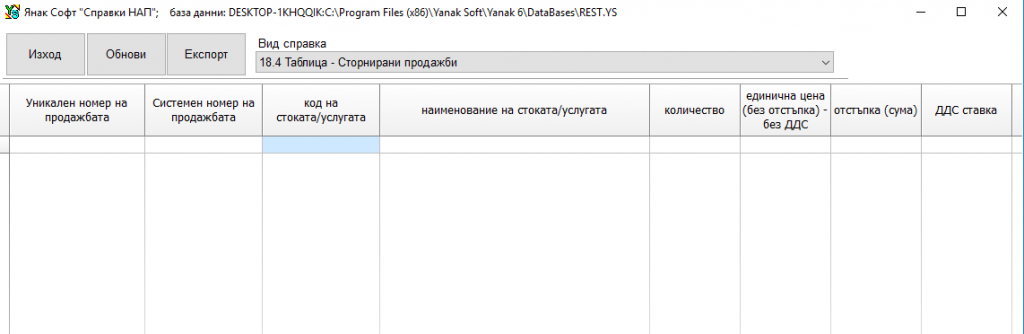 Янак Софт "Справки НАП";    база данни: DESKTOP-1KHQQIK:C:\Program Files (x86)\Yanak Soft\Yanak 6\DataBases\REST.YS
Изход
Обнови
Експорт
Вид справка
18.4 Таблица - Сторнирани продажби
Уникален номер на
продажбата
Системен номер на
продажбата
код на
стоката/услугата
наименование на стоката/услугата
количество
единична цена
(без отстъпка) -
без ДДС
отстъпка (сума)
ДДС ставка